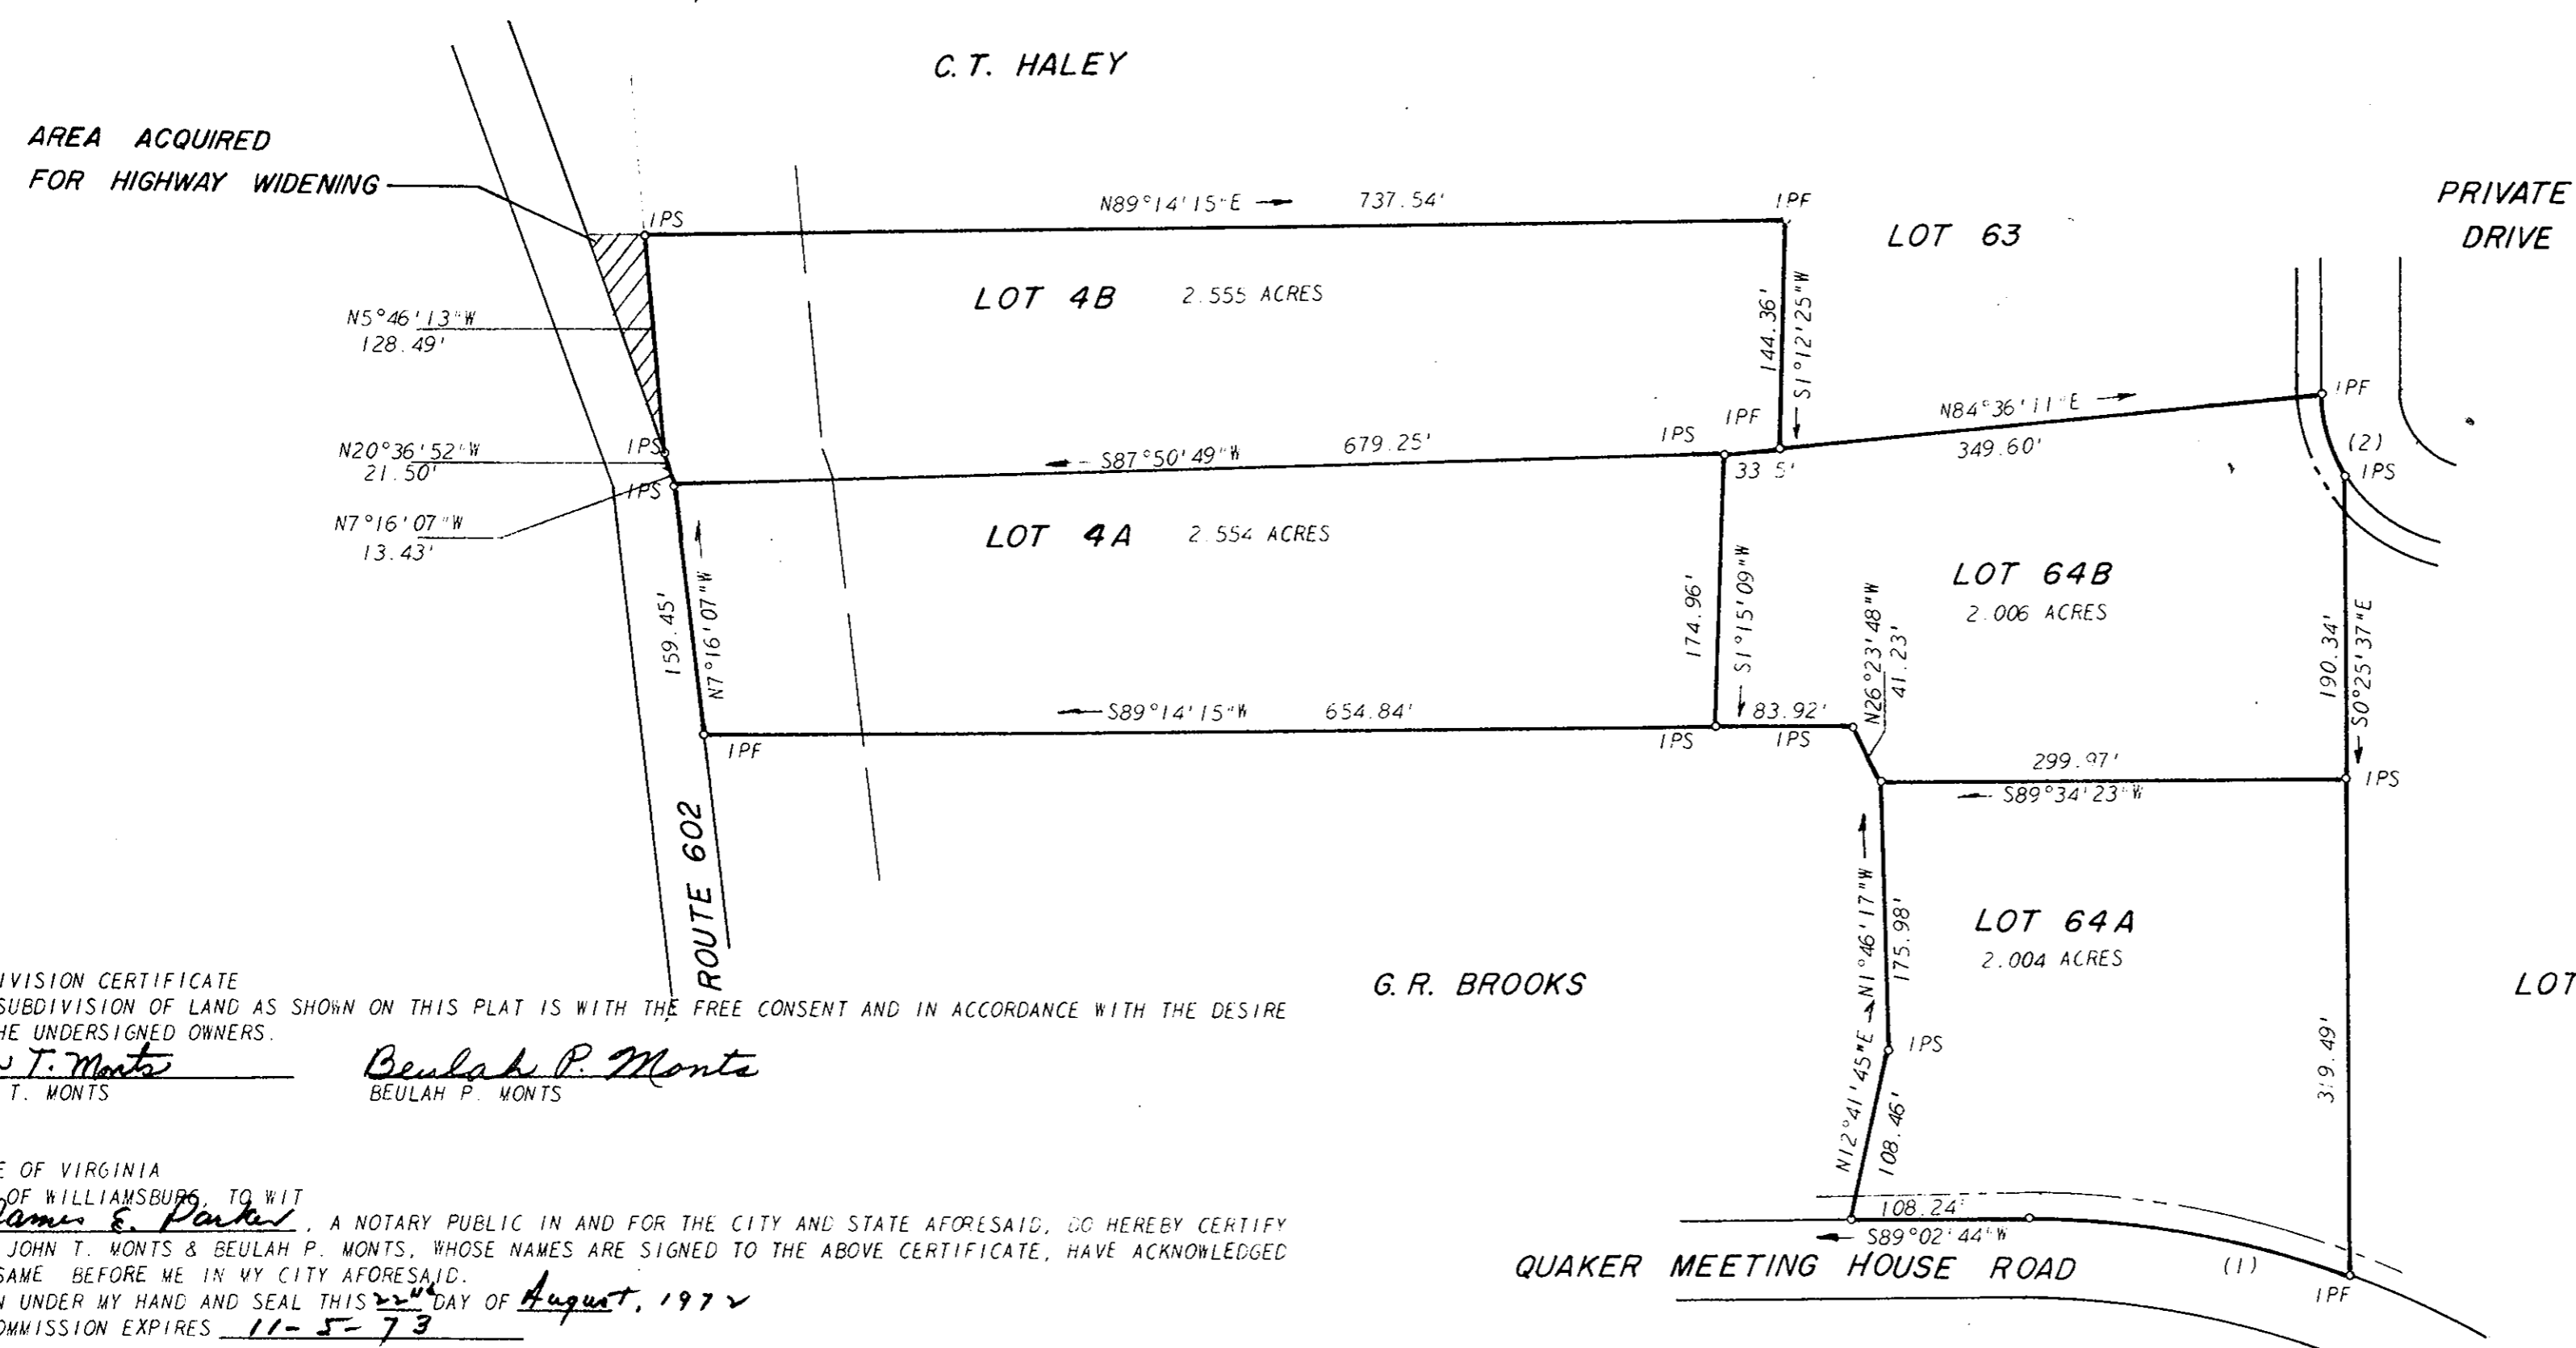 C. T. HALEY
AREA ACQUIRED
FOR HIGHWAY WIDENING
PRIVATE
DRIVE
IPS
N89°14'15"E
737.54'
IPF
LOT 63
LOT 4B
2.555 ACRES
144.36'
S1°12'25"W
N5°46'13"W
128.49'
IPF
N84°36'11"E
349.60'
(2)
IPS
N20°36'52"W
21.50'
IPS
IPS
S87°50'49"W
679.25'
IPS
IPF
N7°16'07"W
13.43'
LOT 4A
2.554 ACRES
159.45'
N7°16'07"W
174.96'
S1°15'09"W
LOT 64B
2.006 ACRES
N26°23'48"W
41.23'
190.34'
S0°25'37"E
S89°14'15"W
654.84'
IPF
IPS
83.92'
IPS
299.97'
S89°34'23"W
IPS
ROUTE 602
G. R. BROOKS
N1°46'17"W
175.98'
LOT 64A
2.004 ACRES
LOT
319.49'
IPS
N12°41'45"E
108.46'
108.24'
S89°02'44"W
QUAKER MEETING HOUSE ROAD
(1)
IPF
IVISION CERTIFICATE
SUBDIVISION OF LAND AS SHOWN ON THIS PLAT IS WITH THE FREE CONSENT AND IN ACCORDANCE WITH THE DESIRE
HE UNDERSIGNED OWNERS.
T. Monts
Beulah P. Monts
T. MONTS
BEULAH P. MONTS
E OF VIRGINIA
OF WILLIAMSBURG, TO WIT
James E. Parker, A NOTARY PUBLIC IN AND FOR THE CITY AND STATE AFORESAID, DO HEREBY CERTIFY
JOHN T. MONTS & BEULAH P. MONTS, WHOSE NAMES ARE SIGNED TO THE ABOVE CERTIFICATE, HAVE ACKNOWLEDGED
SAME BEFORE ME IN MY CITY AFORESAID.
N UNDER MY HAND AND SEAL THIS 22nd DAY OF August, 1972
OMMISSION EXPIRES 11-5-73